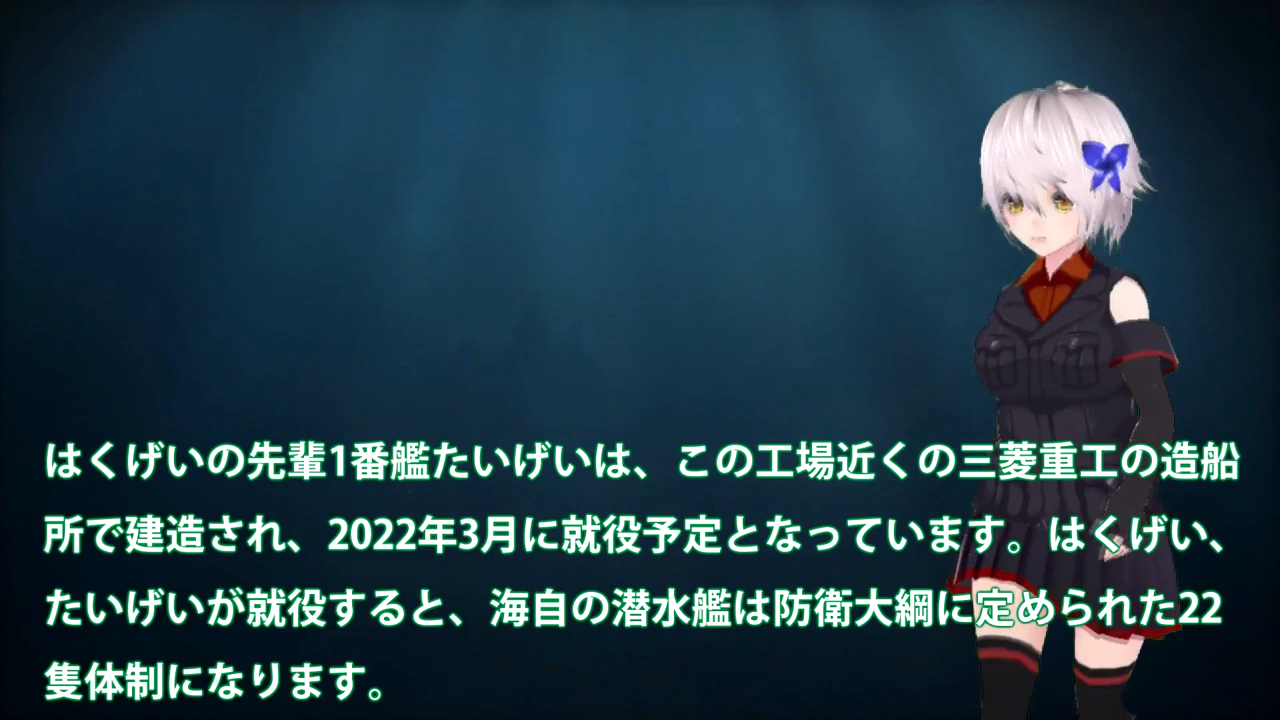 はくげいの先輩1番艦たいげいは、この工場近くの三菱重工の造船
所で建造され、2022年3月に就役予定となっています。はくげい、
たいげいが就役すると、海自の潜水艦は防衛大綱に定められた22
隻体制になります。